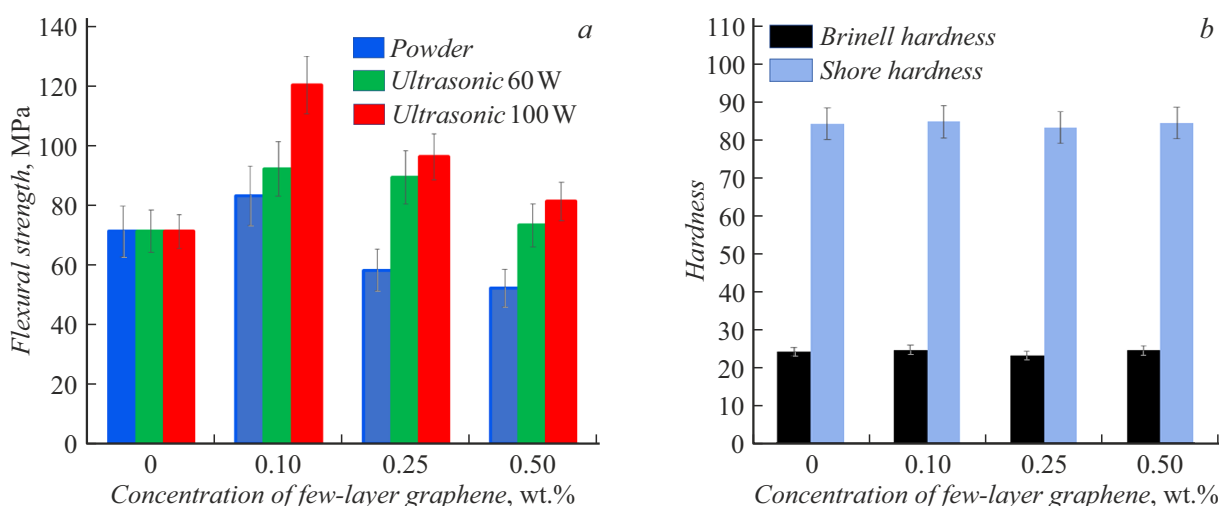 a
Powder
Ultrasonic 60 W
Ultrasonic 100 W
Flexural strength, MPa
140
120
100
80
60
40
20
0
0 0.10 0.25 0.50
Concentration of few-layer graphene, wt.%
b
Brinell hardness
Shore hardness
Hardness
110
100
90
80
70
60
50
40
30
20
10
0
0 0.10 0.25 0.50
Concentration of few-layer graphene, wt.%